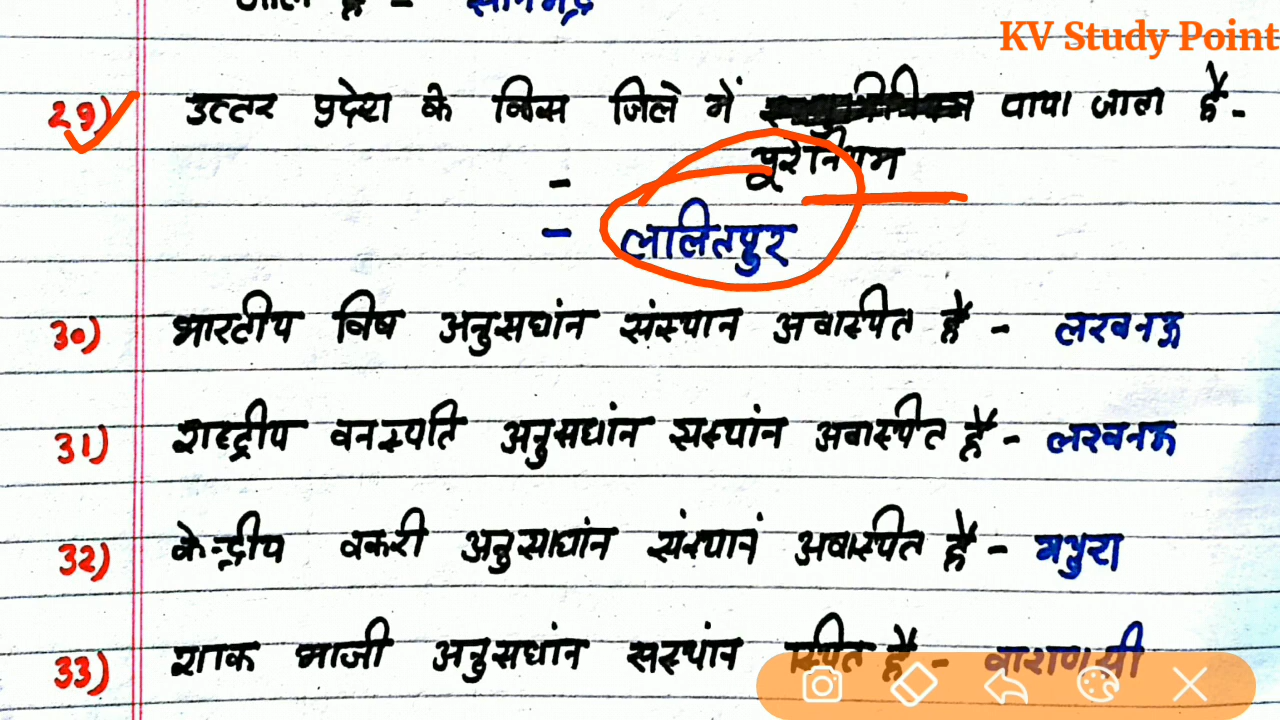 KV Study Point
29) उत्तर प्रदेश के किस जिले में पाया जाता है -
- यूरेनियम
- ललितपुर
30) भारतीय विष अनुसधांन संस्थान अवास्थित है - लखनऊ
31) राष्ट्रीय वनस्पति अनुसधांन सस्थांन अवास्थित है - लखनऊ
32) केन्द्रीय वकरी अनुसाधांन संस्थानं अवास्थित है - मथुरा
33) शाक भाजी अनुसधांन सस्थांन स्थित है - वाराणसी